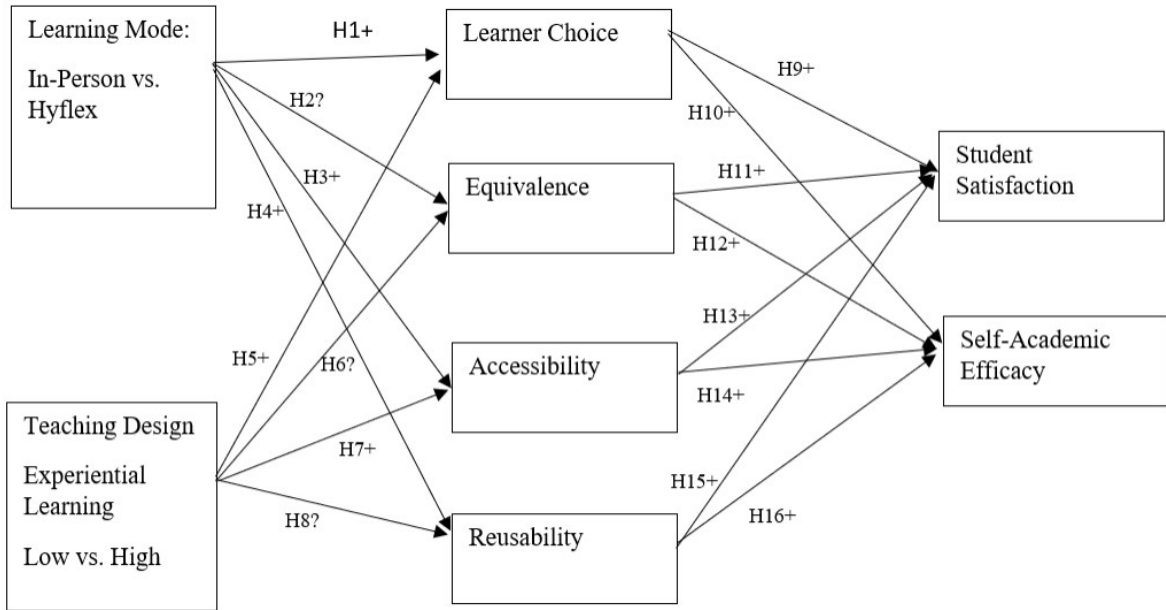 Learning Mode:
In-Person vs.
Hyflex
Teaching Design
Experiential
Learning
Low vs. High
H1+
H2?
H3+
H4+
H5+
H6?
H7+
H8?
Learner Choice
Equivalence
Accessibility
Reusability
H9+
H10+
H11+
H12+
H13+
H14+
H15+
H16+
Student
Satisfaction
Self-Academic
Efficacy